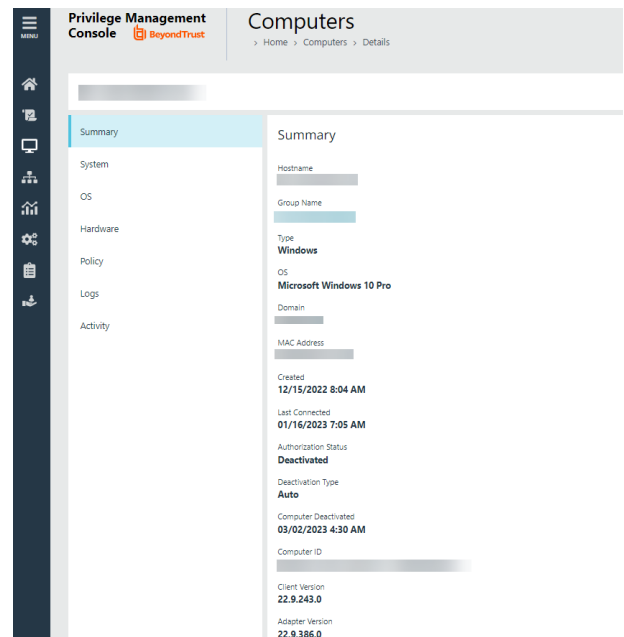 MENU
Privilege Management
Console BeyondTrust
Computers
> Home > Computers > Details
Summary
System
OS
Hardware
Policy
Logs
Activity
Summary
Hostname
Group Name
Type
Windows
OS
Microsoft Windows 10 Pro
Domain
MAC Address
Created
12/15/2022 8:04 AM
Last Connected
01/16/2023 7:05 AM
Authorization Status
Deactivated
Deactivation Type
Auto
Computer Deactivated
03/02/2023 4:30 AM
Computer ID
Client Version
22.9.243.0
Adapter Version
22.9.386.0